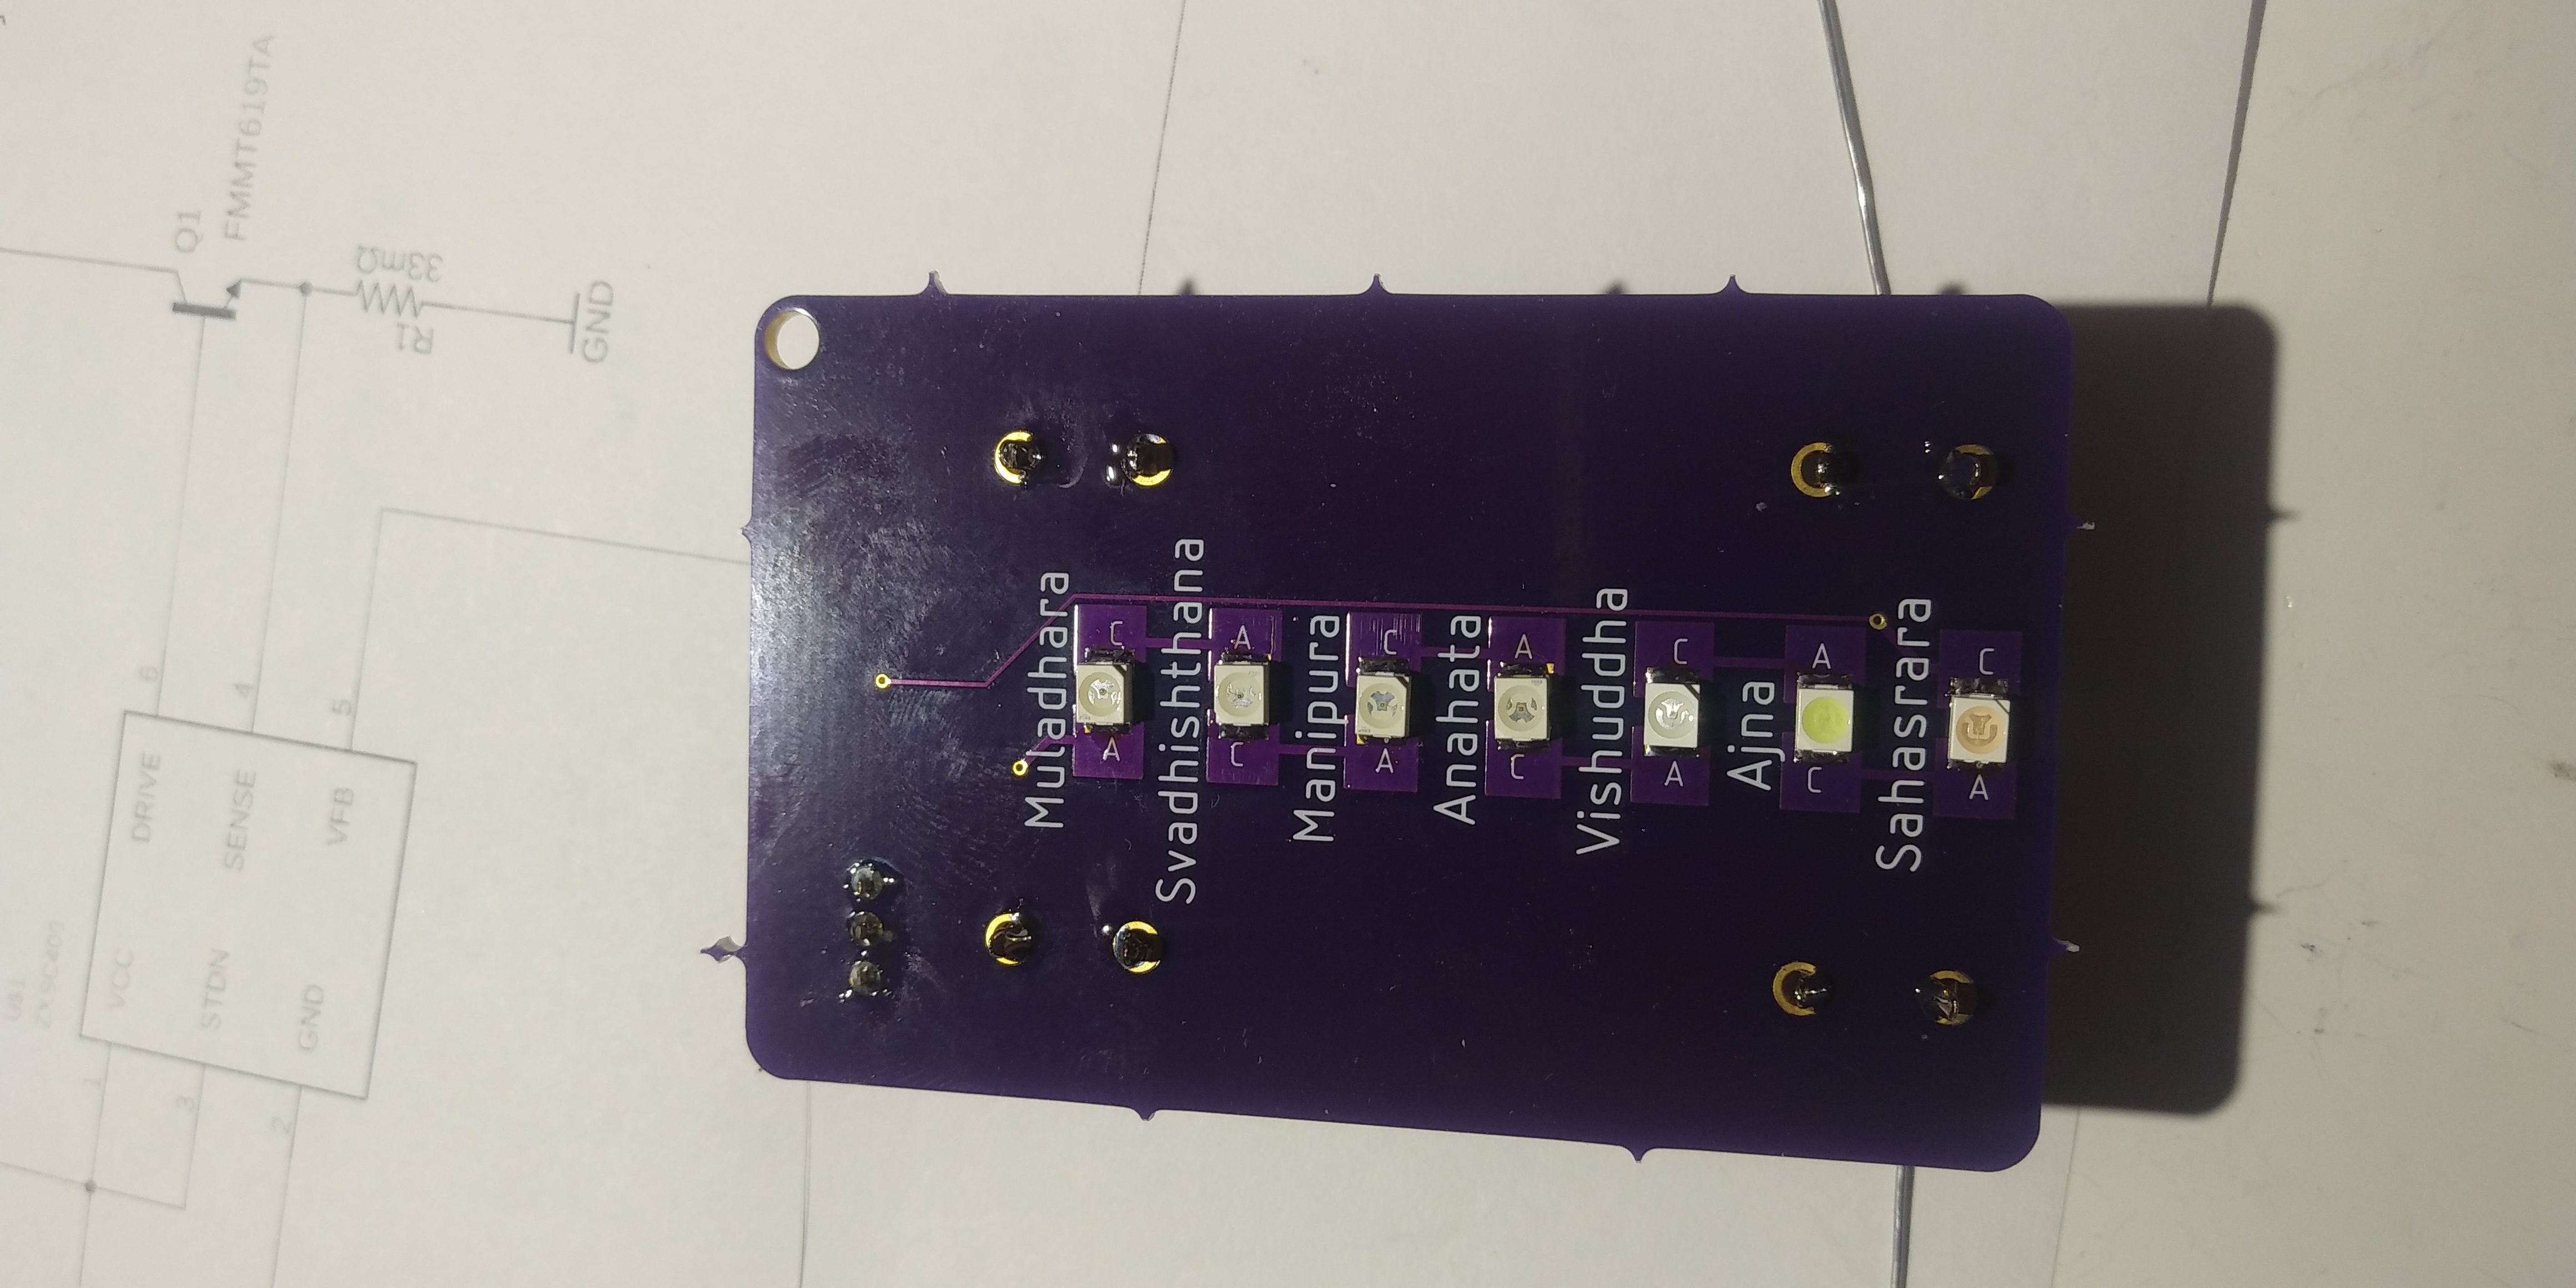 U$1
ZXSC400
1
VCC
DRIVE
6
3
STDN
SENSE
4
2
GND
VFB
5
Q1
FMMT619TA
R1
33mΩ
GND
Muladhara
A C
Svadhishthana
C A
Manipura
A C
Anahata
C A
Vishuddha
A C
Ajna
C A
Sahasrara
A C